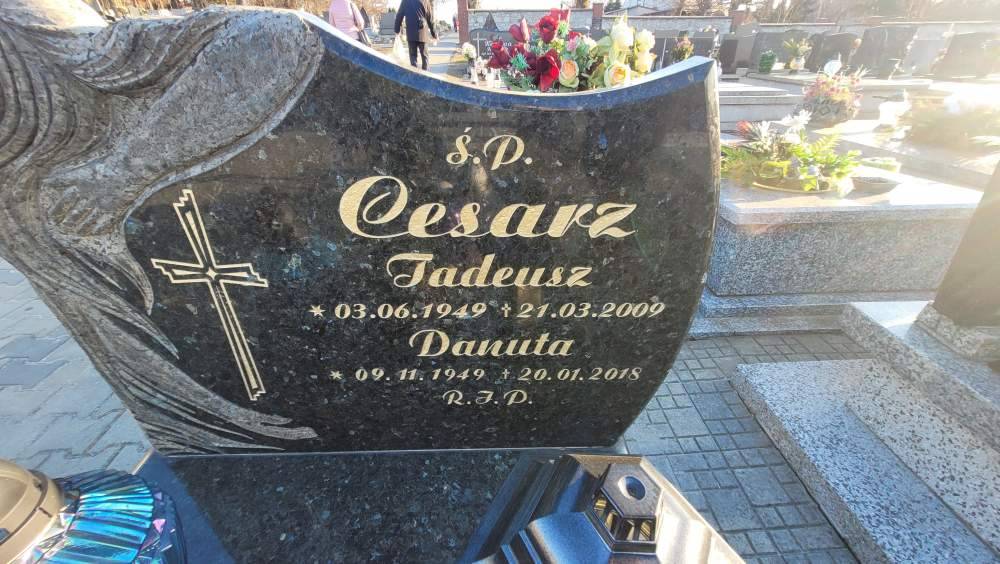 ś.p.
Cesarz
Tadeusz
* 03.06.1949 † 21.03.2009
Danuta
* 09.11.1949 † 20.01.2018
R.I.P.